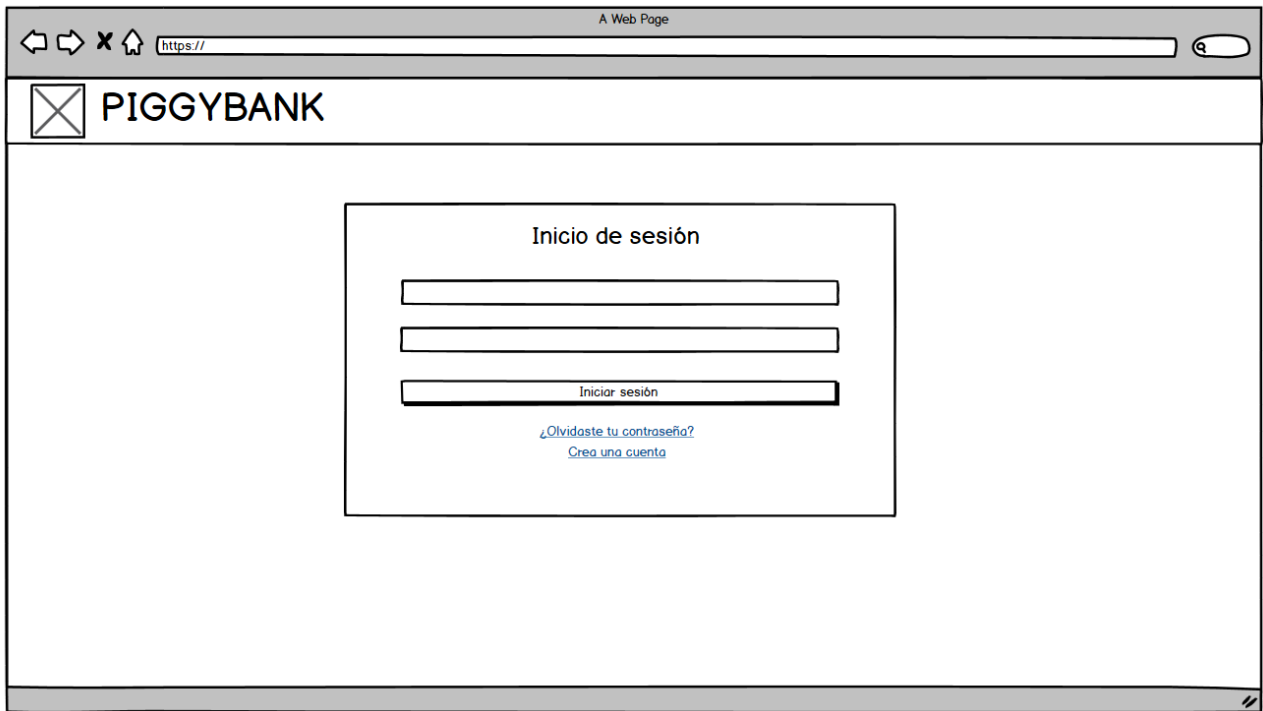 A Web Page
https://
PIGGYBANK
Inicio de sesión
Iniciar sesión
¿Olvidaste tu contraseña?
Crea una cuenta